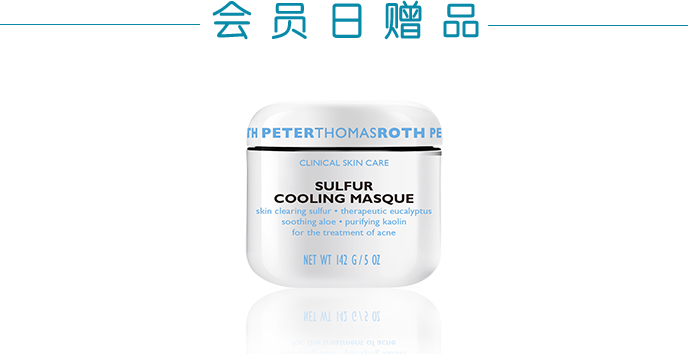 会员日赠品
TH PETERTHOMASROTH PE
CLINICAL SKIN CARE
SULFUR
COOLING MASQUE
skin clearing sulfur • therapeutic eucalyptus
soothing aloe • purifying kaolin
for the treatment of acne
NET WT 142 G / 5 OZ